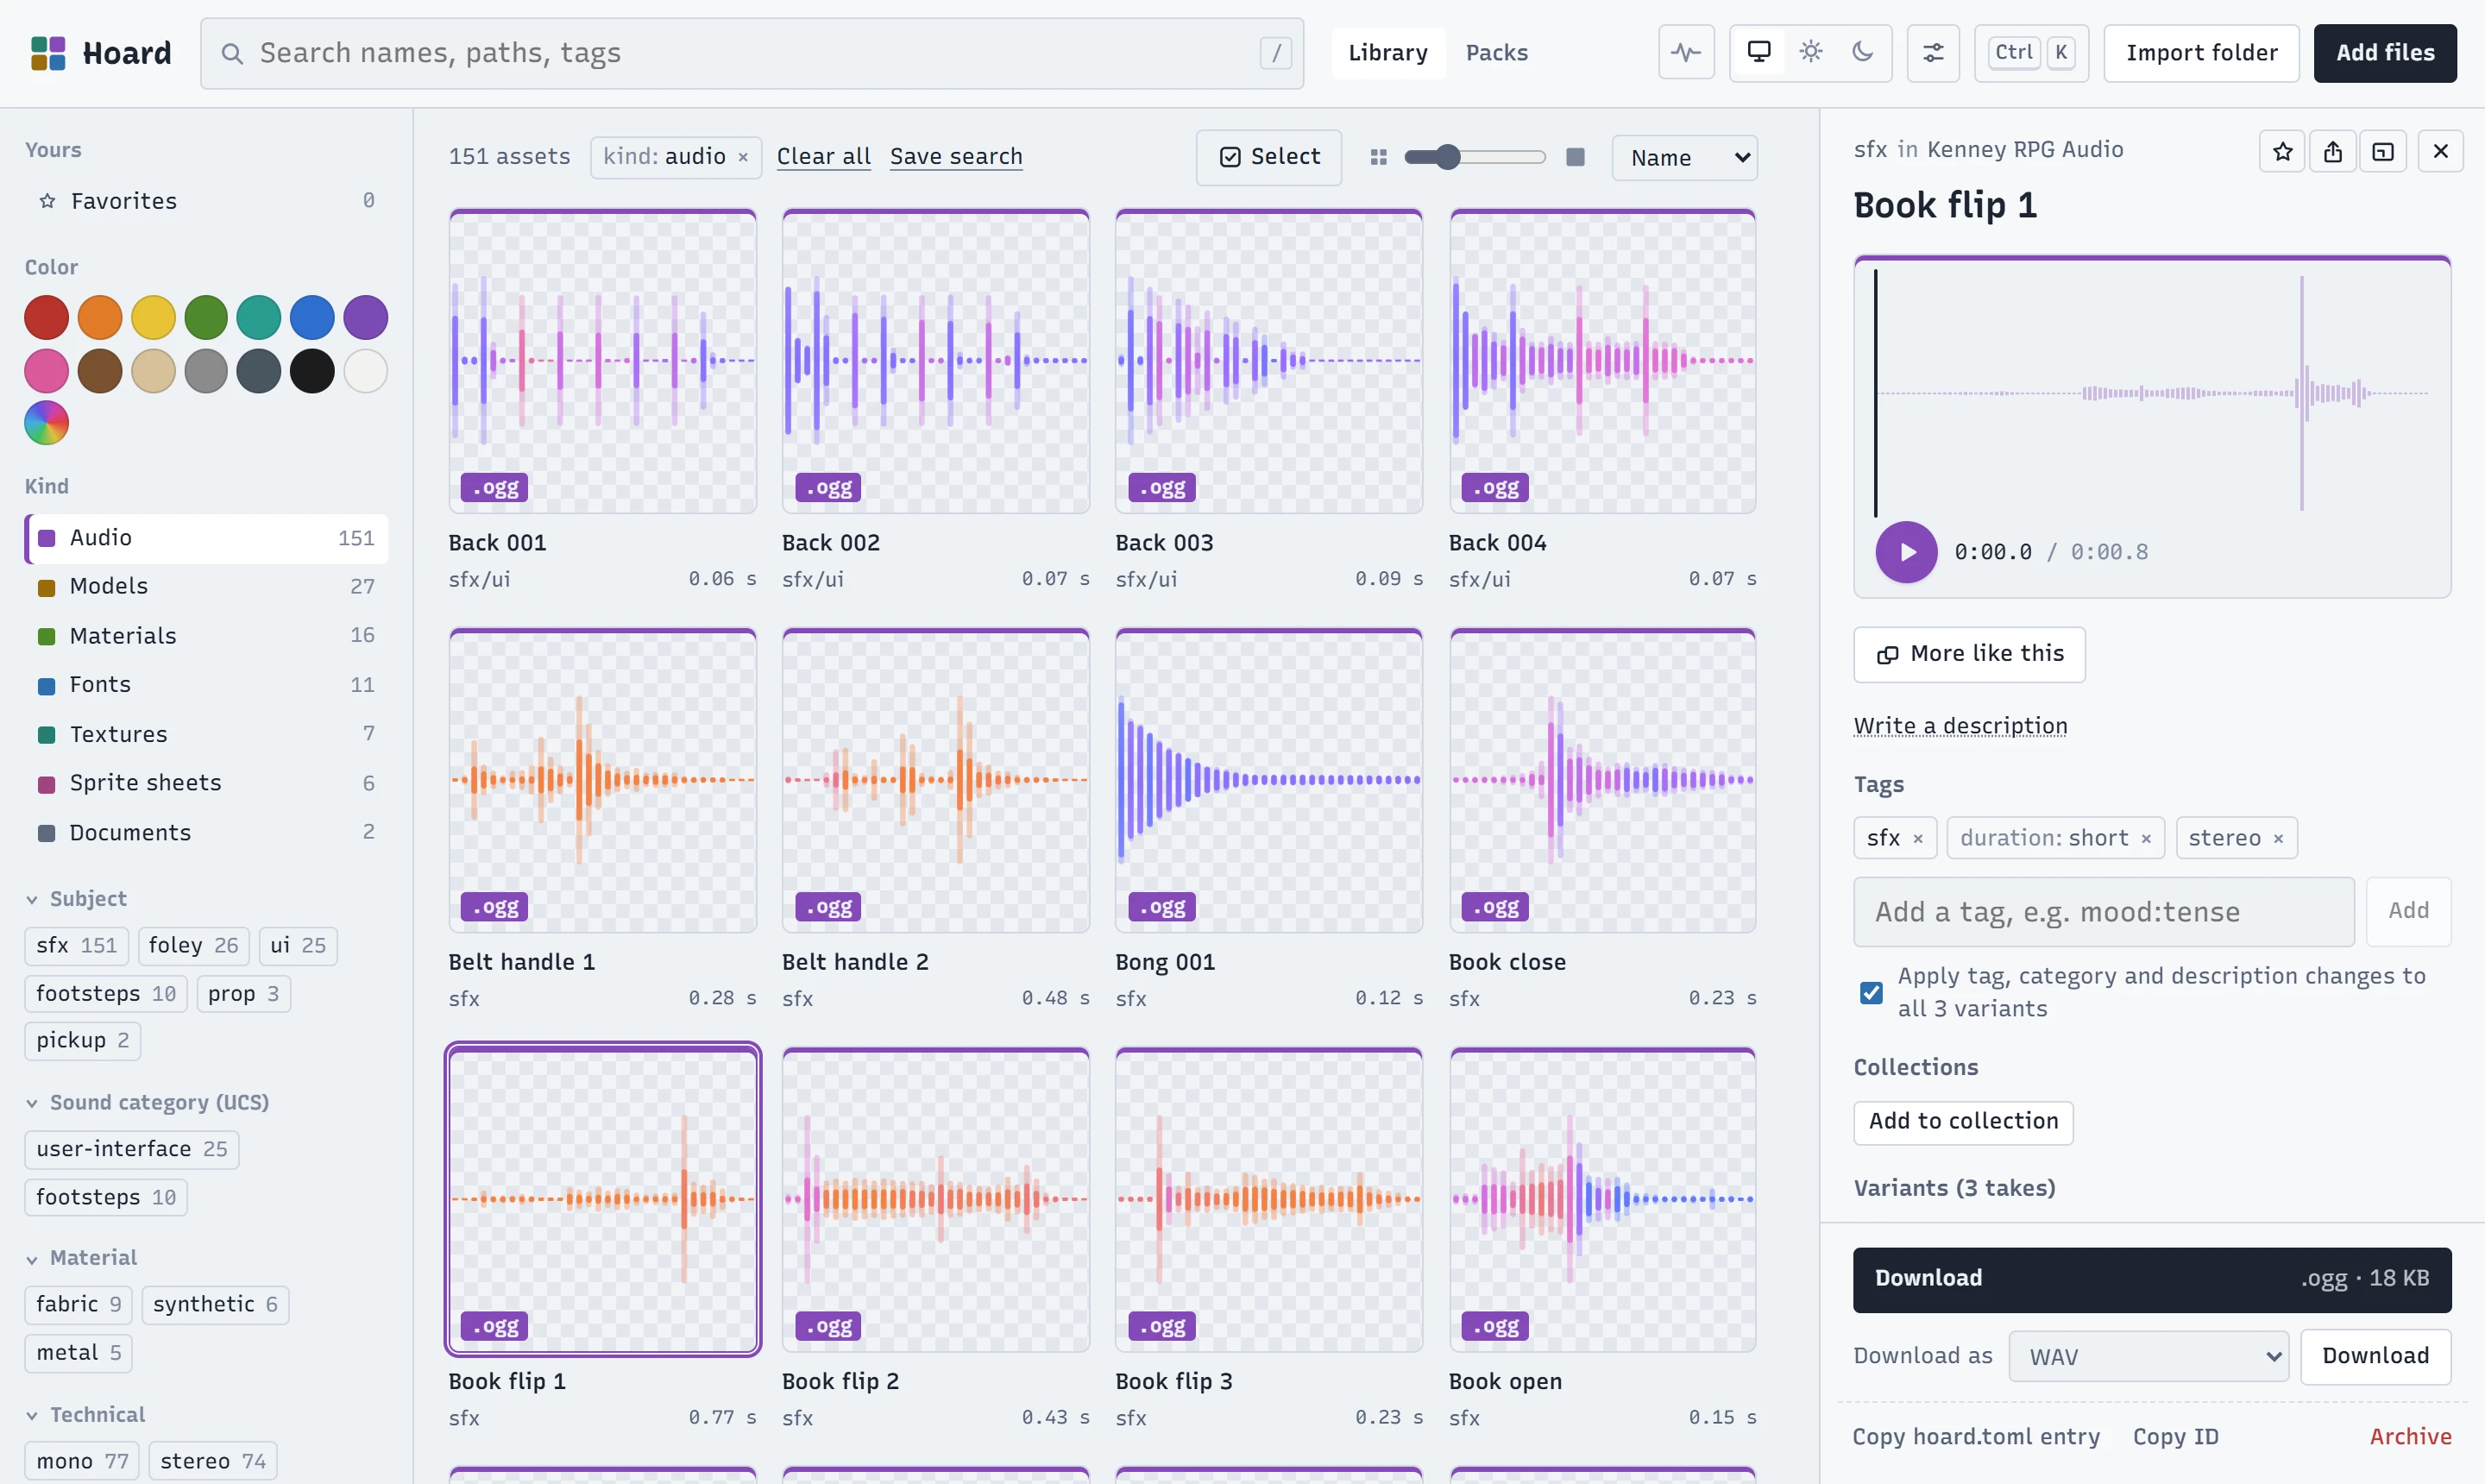 Hoard
Search names, paths, tags
/
Library
Packs
Ctrl K
Import folder
Add files
Yours
Favorites 0
Color
Kind
Audio 151
Models 27
Materials 16
Fonts 11
Textures 7
Sprite sheets 6
Documents 2
Subject
sfx 151 foley 26 ui 25
footsteps 10 prop 3
pickup 2
Sound category (UCS)
user-interface 25
footsteps 10
Material
fabric 9 synthetic 6
metal 5
Technical
mono 77 stereo 74
151 assets kind: audio × Clear all Save search Select Name
.ogg .ogg .ogg .ogg
Back 001 Back 002 Back 003 Back 004
sfx/ui 0.06 s sfx/ui 0.07 s sfx/ui 0.09 s sfx/ui 0.07 s
.ogg .ogg .ogg .ogg
Belt handle 1 Belt handle 2 Bong 001 Book close
sfx 0.28 s sfx 0.48 s sfx 0.12 s sfx 0.23 s
.ogg .ogg .ogg .ogg
Book flip 1 Book flip 2 Book flip 3 Book open
sfx 0.77 s sfx 0.43 s sfx 0.23 s sfx 0.15 s
sfx in Kenney RPG Audio
Book flip 1
0:00.0 / 0:00.8
More like this
Write a description
Tags
sfx × duration: short × stereo ×
Add a tag, e.g. mood:tense Add
Apply tag, category and description changes to
all 3 variants
Collections
Add to collection
Variants (3 takes)
Download .ogg · 18 KB
Download as WAV Download
Copy hoard.toml entry Copy ID Archive